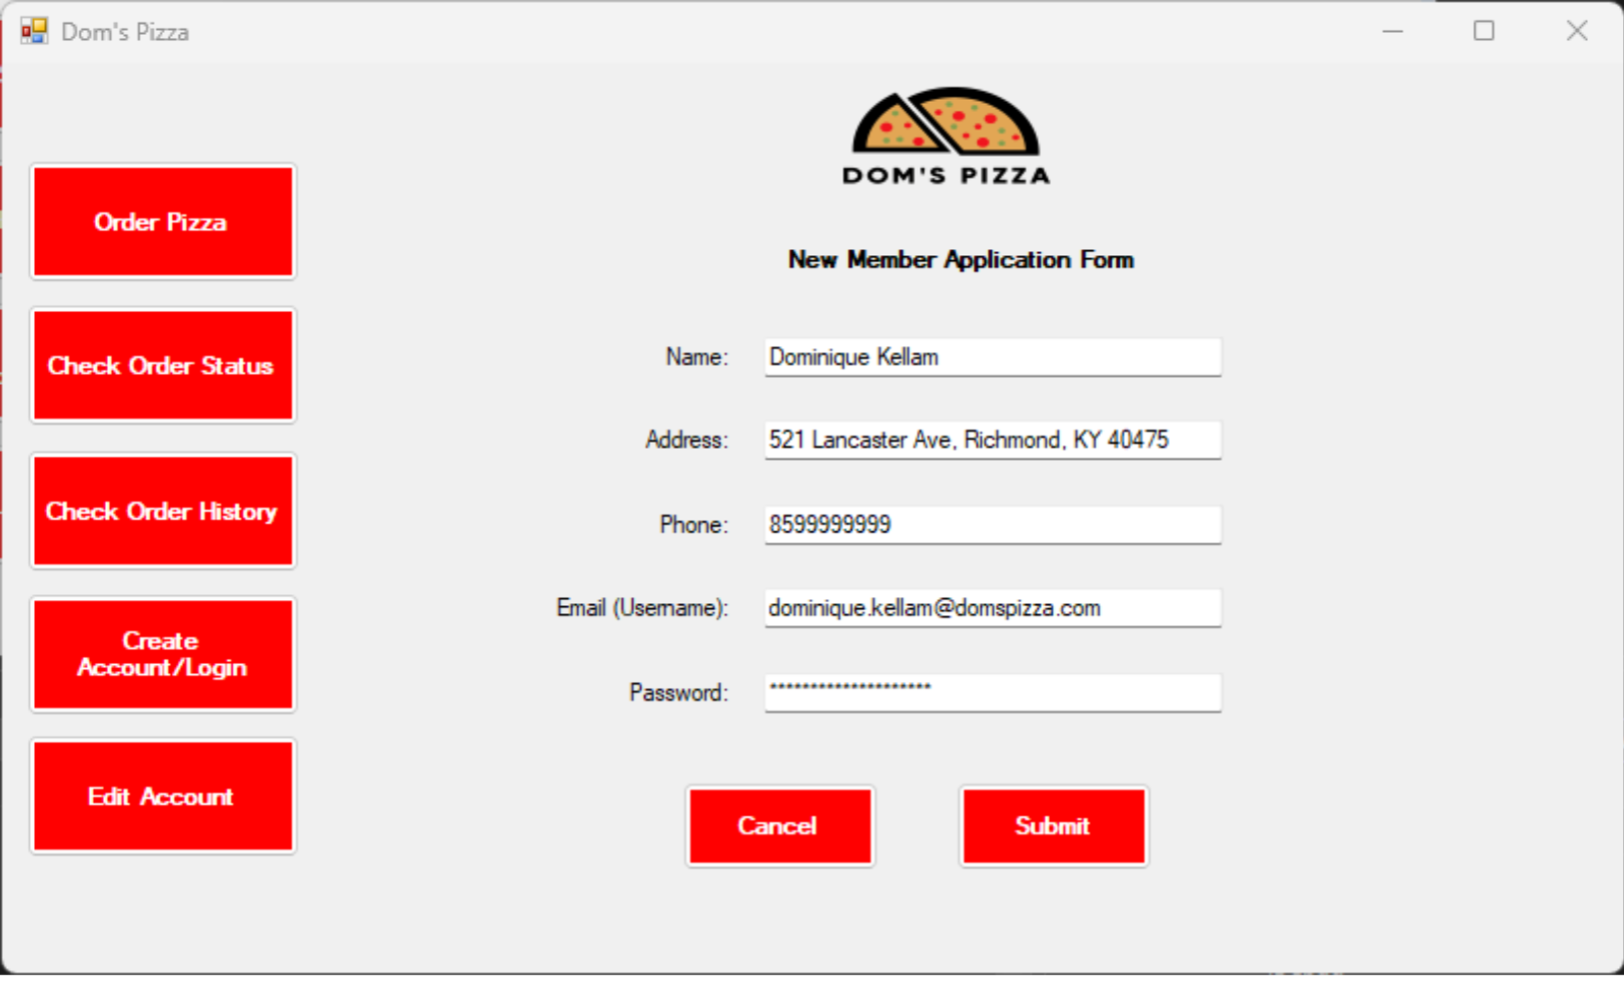 Dom's Pizza
DOM'S PIZZA
Order Pizza
Check Order Status
Check Order History
Create
Account/Login
Edit Account
New Member Application Form
Name: Dominique Kellam
Address: 521 Lancaster Ave, Richmond, KY 40475
Phone: 8599999999
Email (Username): dominique.kellam@domspizza.com
Password: ********************
Cancel Submit